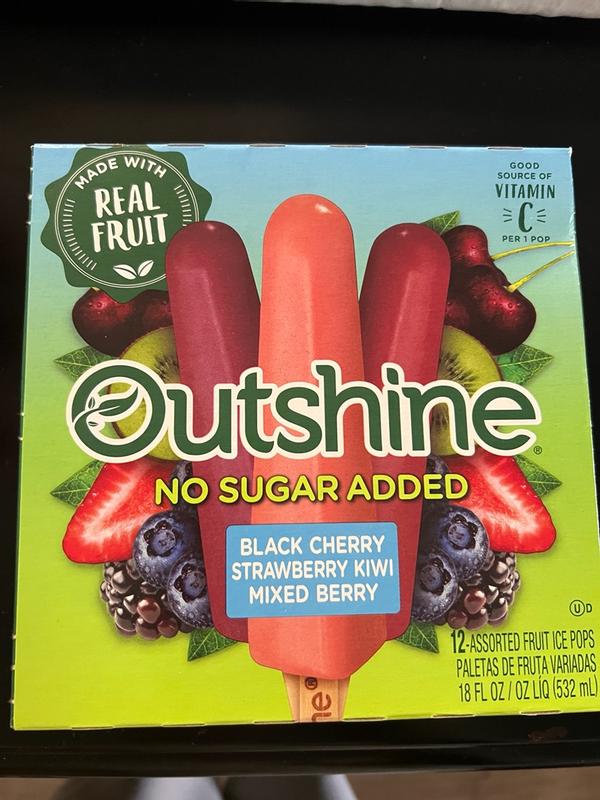 MADE WITH
REAL
FRUIT
GOOD
SOURCE OF
VITAMIN
C
PER 1 POP
Outshine®
NO SUGAR ADDED
BLACK CHERRY
STRAWBERRY KIWI
MIXED BERRY
ne®
U D
12-ASSORTED FRUIT ICE POPS
PALETAS DE FRUTA VARIADAS
18 FL OZ / OZ LÍQ (532 mL)